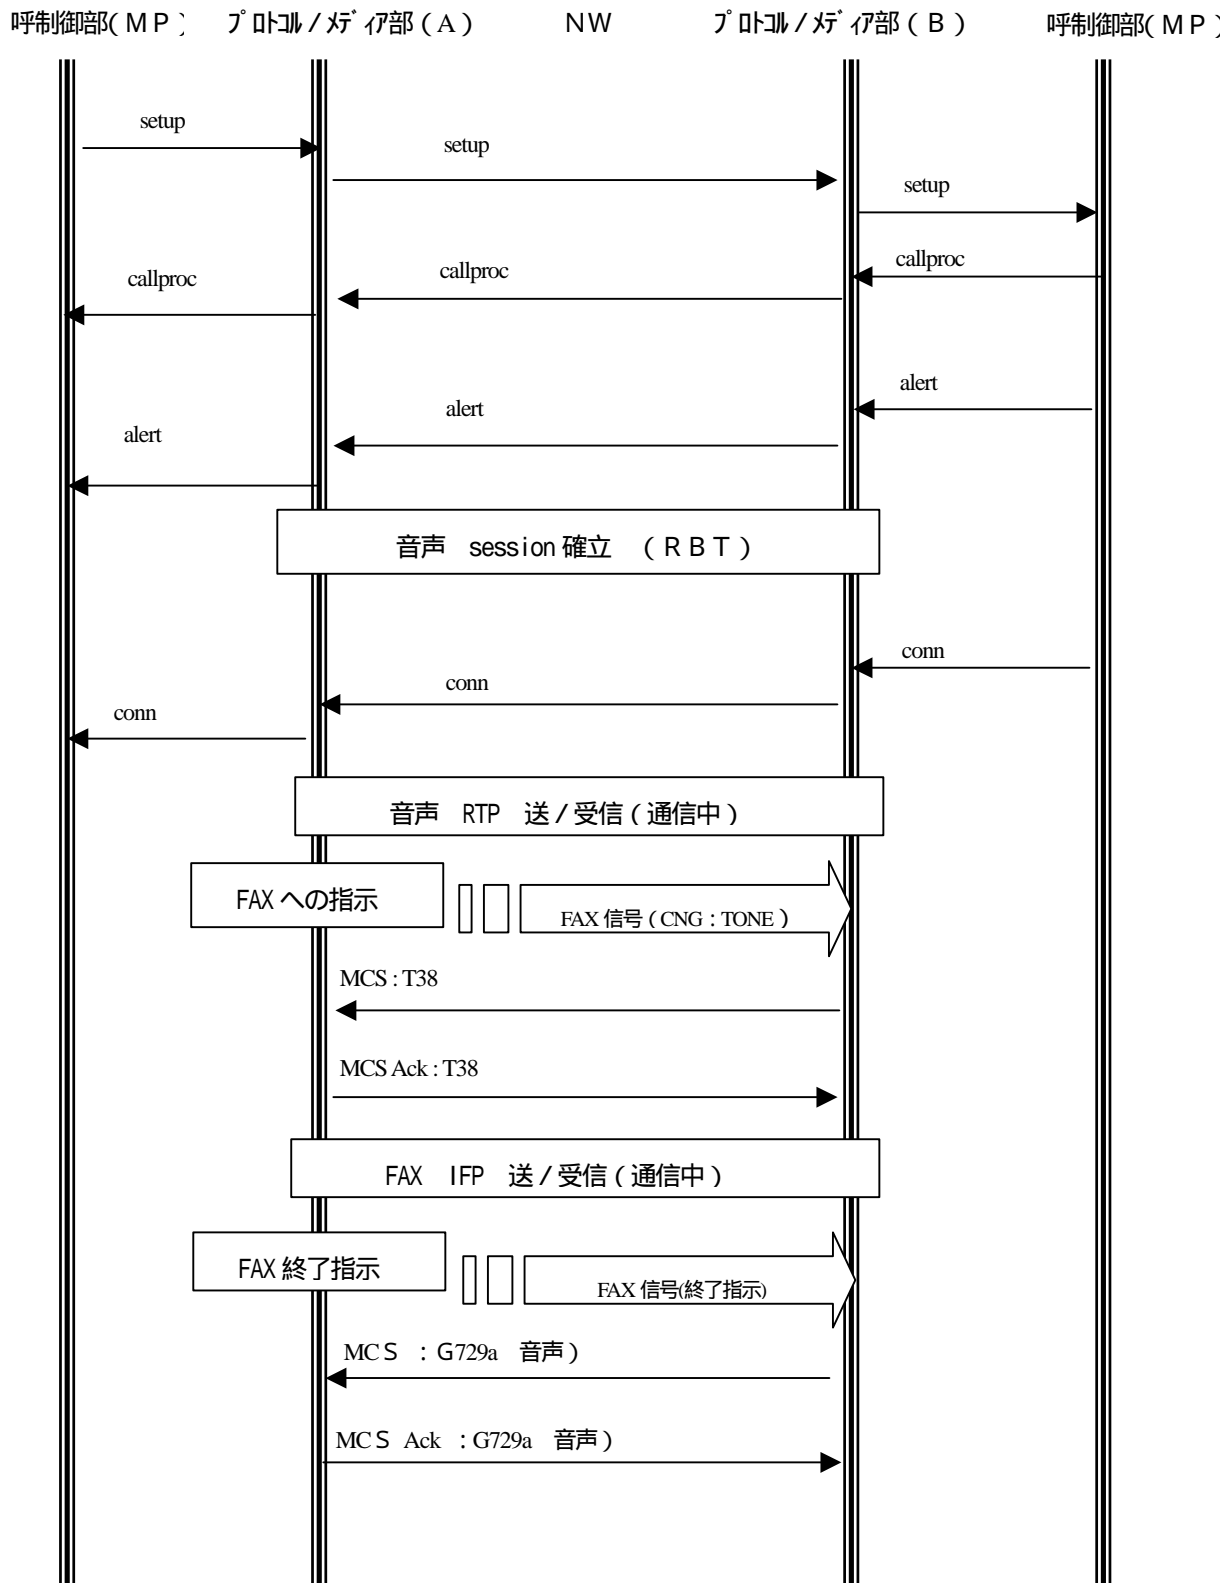 呼制御部(ＭＰ) ﾌﾟﾛﾄｺﾙ/ﾒﾃﾞｨｱ部(Ａ) ＮＷ ﾌﾟﾛﾄｺﾙ/ﾒﾃﾞｨｱ部(Ｂ) 呼制御部(ＭＰ)
setup
setup
setup
callproc
callproc
callproc
alert
alert
alert
音声 session 確立 (ＲＢＴ)
conn
conn
conn
音声 RTP 送/受信(通信中)
FAX への指示
FAX 信号(CNG:TONE)
MCS:T38
MCS Ack:T38
FAX IFP 送/受信(通信中)
FAX 終了指示
FAX 信号(終了指示)
MCＳ :Ｇ729a 音声)
MCＳ Ack :G729a 音声)